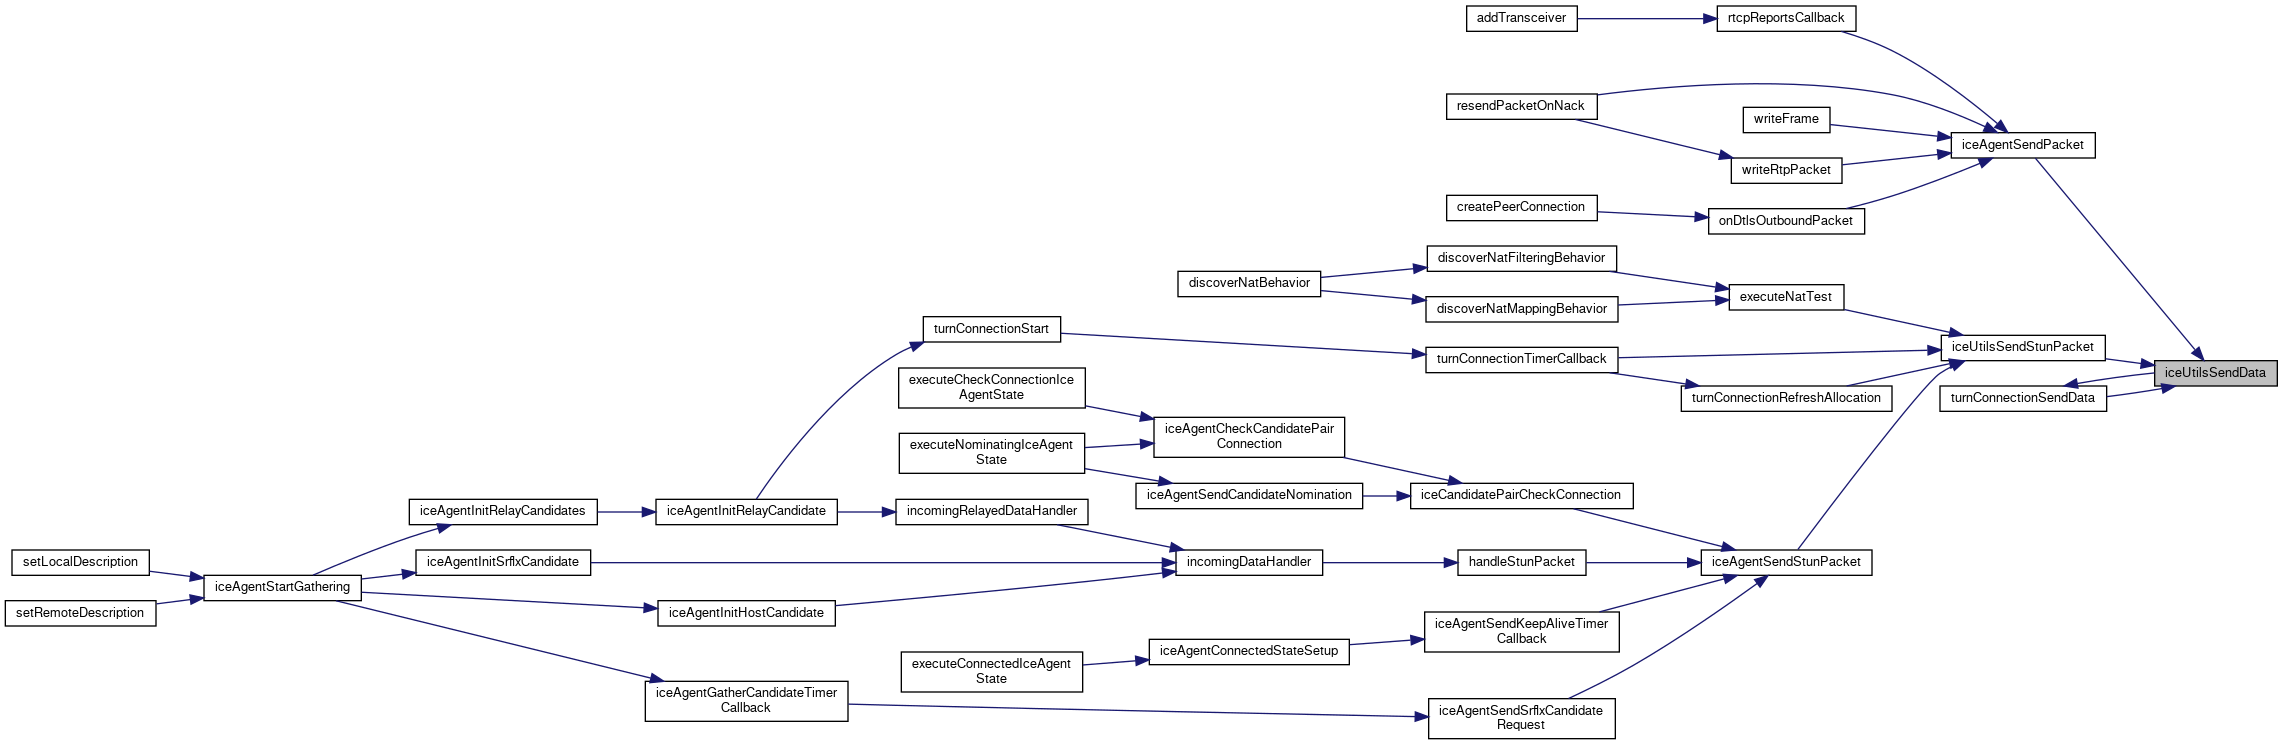 addTransceiver
rtcpReportsCallback
resendPacketOnNack
writeFrame
iceAgentSendPacket
writeRtpPacket
createPeerConnection
onDtlsOutboundPacket
discoverNatFilteringBehavior
discoverNatBehavior
executeNatTest
discoverNatMappingBehavior
turnConnectionStart
iceUtilsSendStunPacket
turnConnectionTimerCallback
iceUtilsSendData
executeCheckConnectionIce
AgentState
turnConnectionRefreshAllocation
turnConnectionSendData
iceAgentCheckCandidatePair
Connection
executeNominatingIceAgent
State
iceAgentSendCandidateNomination
iceCandidatePairCheckConnection
iceAgentInitRelayCandidates
iceAgentInitRelayCandidate
incomingRelayedDataHandler
setLocalDescription
iceAgentInitSrflxCandidate
incomingDataHandler
handleStunPacket
iceAgentSendStunPacket
iceAgentStartGathering
setRemoteDescription
iceAgentInitHostCandidate
iceAgentSendKeepAliveTimer
Callback
iceAgentConnectedStateSetup
executeConnectedIceAgent
State
iceAgentGatherCandidateTimer
Callback
iceAgentSendSrflxCandidate
Request